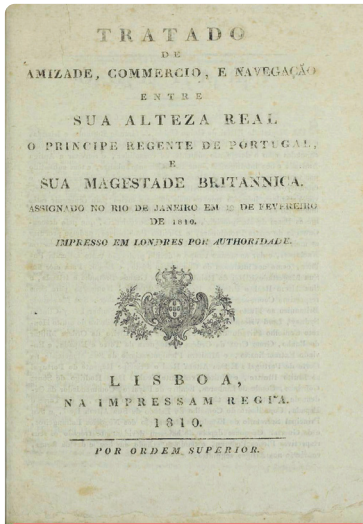 TRATADO
DE
AMIZADE, COMMERCIO, E NAVEGAÇÃO
ENTRE
SUA ALTEZA REAL
O PRINCIPE REGENTE DE PORTUGAL,
E
SUA MAGESTADE BRITANNICA.
ASSIGNADO NO RIO DE JANEIRO EM DE FEVEREIRO
DE 1810.
IMPRESSO EM LONDRES POR AUTHORIDADE.
LISBOA,
NA IMPRESSAM REGIA.
1810.
POR ORDEM SUPERIOR.